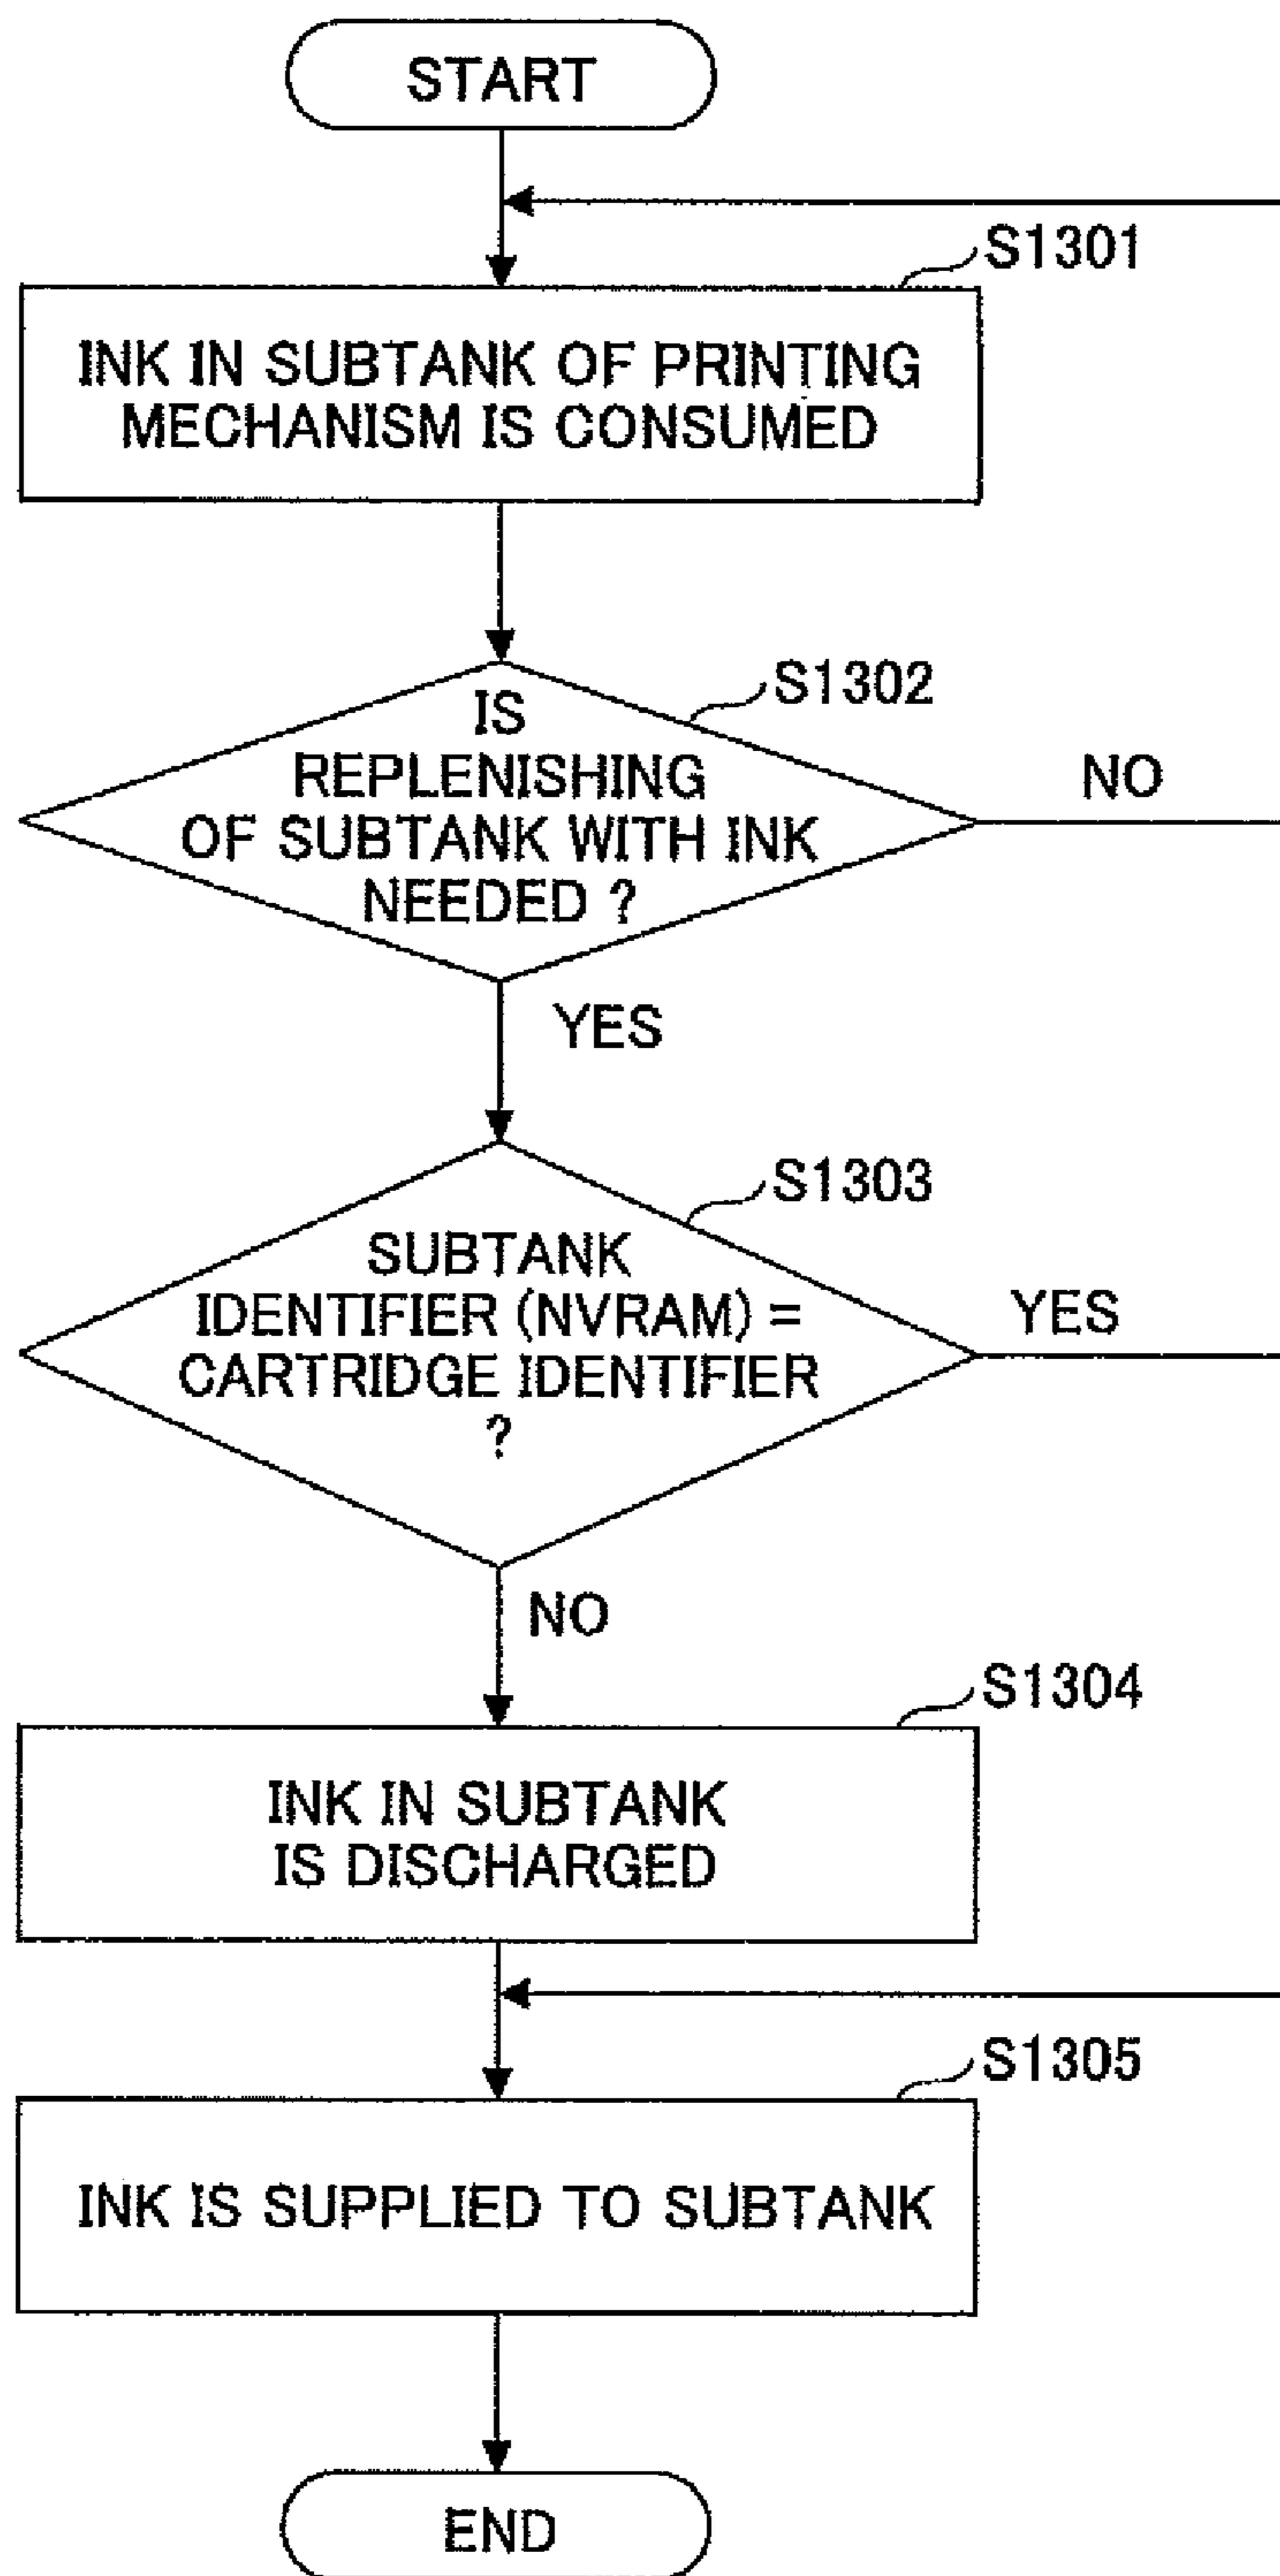 START
S1301
INK IN SUBTANK OF PRINTING
MECHANISM IS CONSUMED
S1302
IS
REPLENISHING
OF SUBTANK WITH INK
NEEDED ?
NO
YES
S1303
SUBTANK
IDENTIFIER (NVRAM) =
CARTRIDGE IDENTIFIER
?
YES
NO
S1304
INK IN SUBTANK
IS DISCHARGED
S1305
INK IS SUPPLIED TO SUBTANK
END